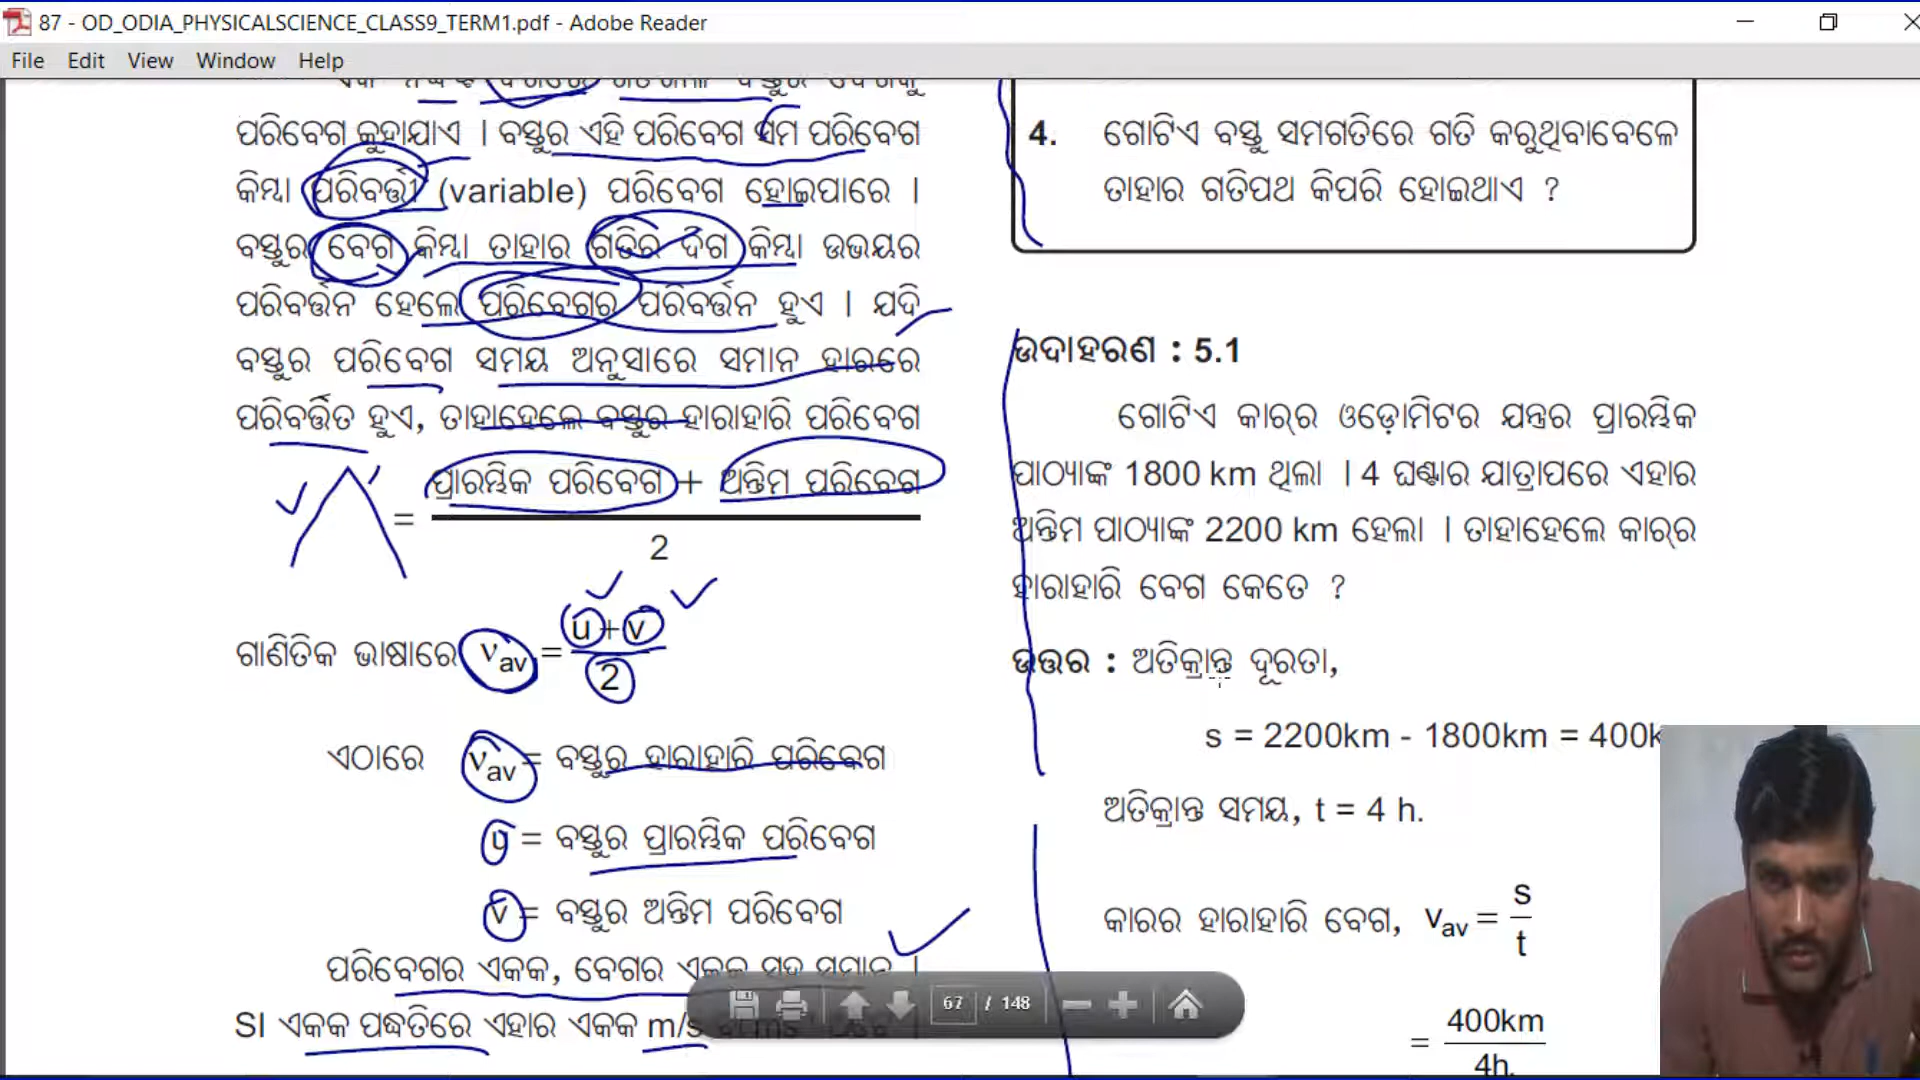 87 - OD_ODIA_PHYSICALSCIENCE_CLASS9_TERM1.pdf - Adobe Reader
File Edit View Window Help
ପରିବେଗ କୁହାଯାଏ । ବସ୍ତୁର ଏହି ପରିବେଗ ସମ ପରିବେଗ
କିମ୍ବା ପରିବର୍ତ୍ତୀ (variable) ପରିବେଗ ହୋଇପାରେ ।
ବସ୍ତୁର ବେଗ କିମ୍ବା ତାହାର ଗତିର ଦିଗ କିମ୍ବା ଉଭୟର
ପରିବର୍ତ୍ତନ ହେଲେ ପରିବେଗର ପରିବର୍ତ୍ତନ ହୁଏ । ଯଦି
ବସ୍ତୁର ପରିବେଗ ସମୟ ଅନୁସାରେ ସମାନ ହାରରେ
ପରିବର୍ତ୍ତିତ ହୁଏ, ତାହାହେଲେ ବସ୍ତୁର ହାରାହାରି ପରିବେଗ
= ପ୍ରାରମ୍ଭିକ ପରିବେଗ + ଅନ୍ତିମ ପରିବେଗ
2
ଗାଣିତିକ ଭାଷାରେ vav = u+v
2
ଏଠାରେ vav = ବସ୍ତୁର ହାରାହାରି ପରିବେଗ
u = ବସ୍ତୁର ପ୍ରାରମ୍ଭିକ ପରିବେଗ
v = ବସ୍ତୁର ଅନ୍ତିମ ପରିବେଗ
ପରିବେଗର ଏକକ, ବେଗର ଏକକ ସହ ସମାନ ।
SI ଏକକ ପଦ୍ଧତିରେ ଏହାର ଏକକ m/s
4. ଗୋଟିଏ ବସ୍ତୁ ସମଗତିରେ ଗତି କରୁଥିବାବେଳେ
ତାହାର ଗତିପଥ କିପରି ହୋଇଥାଏ ?
ଉଦାହରଣ : 5.1
ଗୋଟିଏ କାର୍‌ର ଓଡ଼ୋମିଟର ଯନ୍ତ୍ରର ପ୍ରାରମ୍ଭିକ
ପାଠ୍ୟାଙ୍କ 1800 km ଥିଲା । 4 ଘଣ୍ଟାର ଯାତ୍ରାପରେ ଏହାର
ଅନ୍ତିମ ପାଠ୍ୟାଙ୍କ 2200 km ହେଲା । ତାହାହେଲେ କାର୍‌ର
ହାରାହାରି ବେଗ କେତେ ?
ଉତ୍ତର : ଅତିକ୍ରାନ୍ତ ଦୂରତା,
s = 2200km - 1800km = 400k
ଅତିକ୍ରାନ୍ତ ସମୟ, t = 4 h.
କାରର ହାରାହାରି ବେଗ, vav = s
t
= 400km
4h.
67 / 148